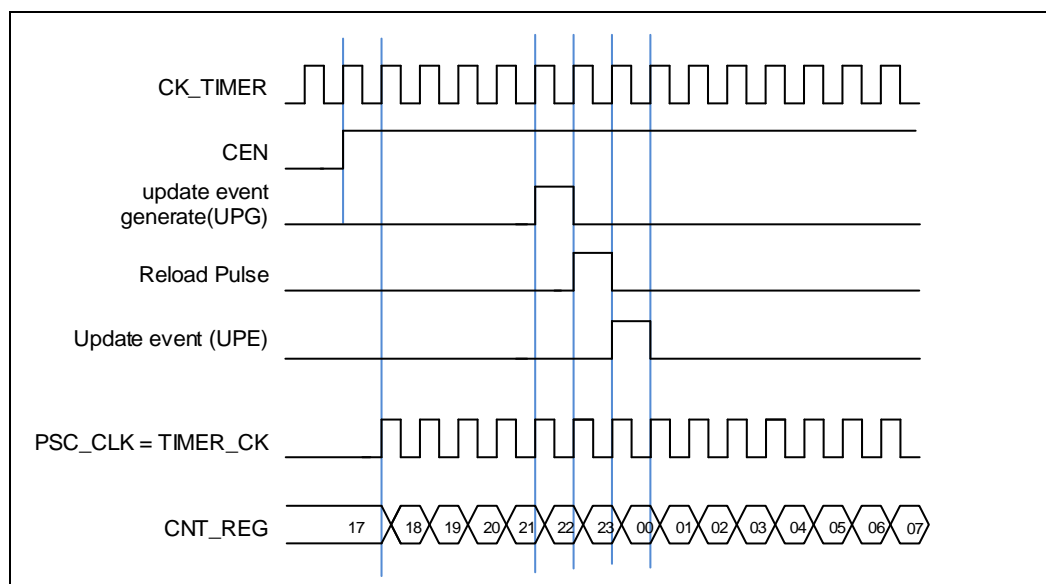 CK_TIMER
CEN
update event
generate(UPG)
Reload Pulse
Update event (UPE)
PSC_CLK = TIMER_CK
CNT_REG 17 18 19 20 21 22 23 00 01 02 03 04 05 06 07